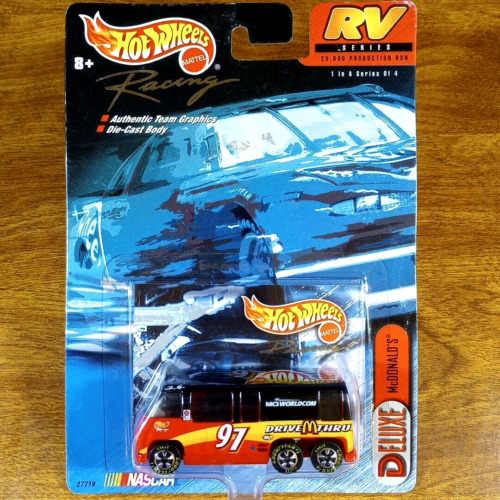 HOT WHEELS
MATTEL
8+
Racing
Authentic Team Graphics
Die-Cast Body
RV
SERIES
25,000 PRODUCTION RUN
1 in A Series Of 4
HOT WHEELS
MATTEL
MCI WORLDCOM
97
DRIVE THRU
DELUXE
McDONALD'S®
27719
NASCAR